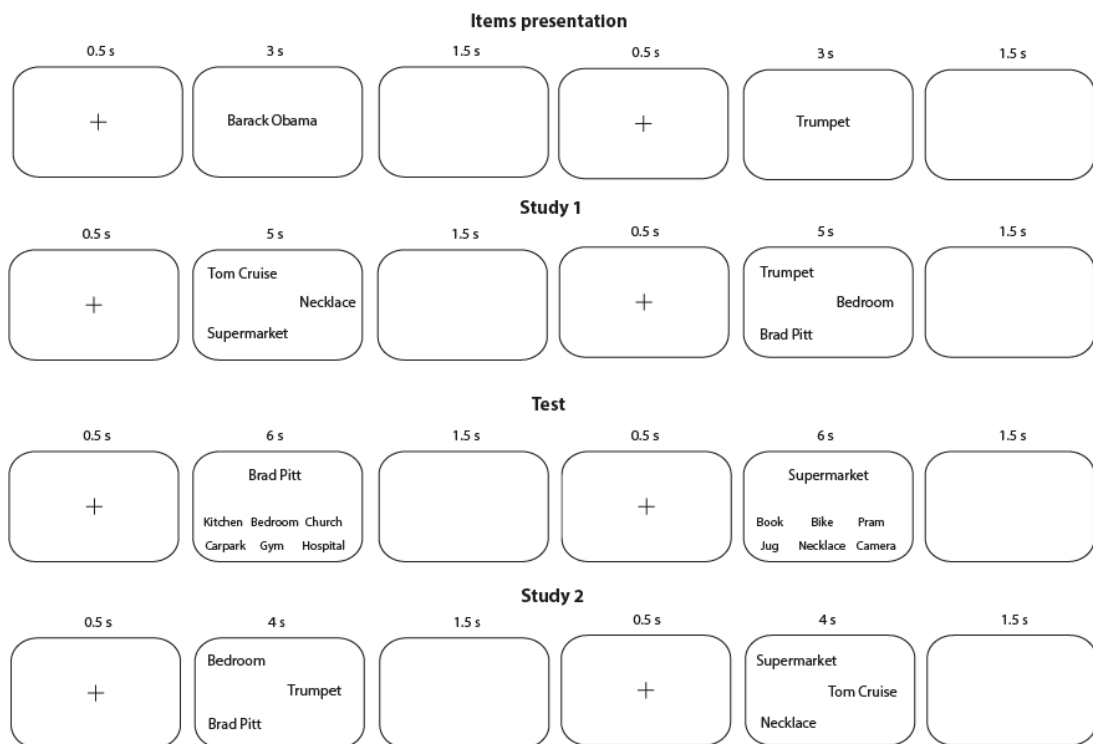 Items presentation
0.5 s 3 s 1.5 s 0.5 s 3 s 1.5 s
Barack Obama Trumpet
Study 1
0.5 s 5 s 1.5 s 0.5 s 5 s 1.5 s
Tom Cruise Trumpet
Necklace Bedroom
Supermarket Brad Pitt
Test
0.5 s 6 s 1.5 s 0.5 s 6 s 1.5 s
Brad Pitt Supermarket
Kitchen Bedroom Church Book Bike Pram
Carpark Gym Hospital Jug Necklace Camera
Study 2
0.5 s 4 s 1.5 s 0.5 s 4 s 1.5 s
Bedroom Supermarket
Trumpet Tom Cruise
Brad Pitt Necklace